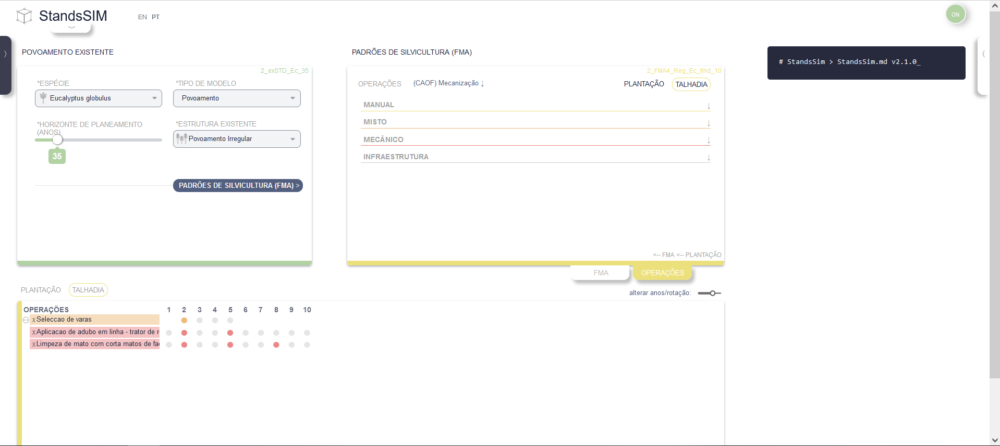 StandsSIM
EN PT
ON
POVOAMENTO EXISTENTE
2_exSTD_Ec_35
*ESPÉCIE
Eucalyptus globulus
*TIPO DE MODELO
Povoamento
*HORIZONTE DE PLANEAMENTO
(ANOS)
35
*ESTRUTURA EXISTENTE
Povoamento Irregular
PADRÕES DE SILVICULTURA (FMA) >
PADRÕES DE SILVICULTURA (FMA)
2_FMA4_Reg_Ec_tlhd_10
OPERAÇÕES (CAOF) Mecanização ↓ PLANTAÇÃO TALHADIA
MANUAL ↓
MISTO ↓
MECÂNICO ↓
INFRAESTRUTURA ↓
<-- FMA <-- PLANTAÇÃO
FMA OPERAÇÕES
# StandsSim > StandsSim.md v2.1.0_
PLANTAÇÃO TALHADIA
alterar anos/rotação:
OPERAÇÕES 1 2 3 4 5 6 7 8 9 10
x Seleccao de varas
x Aplicacao de adubo em linha - trator de
x Limpeza de mato com corta matos de